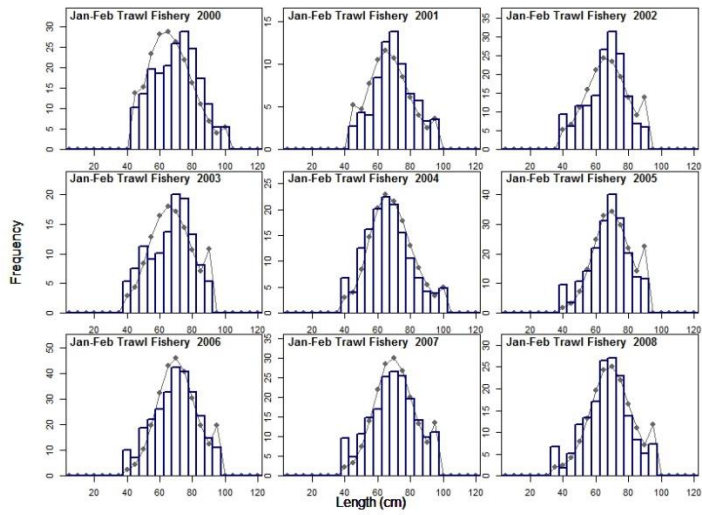 Jan-Feb Trawl Fishery 2000
0 5 10 15 20 25 30
20 40 60 80 100 120
Jan-Feb Trawl Fishery 2001
0 5 10 15
20 40 60 80 100 120
Jan-Feb Trawl Fishery 2002
0 5 10 15 20 25 30 35
20 40 60 80 100 120
Frequency
Jan-Feb Trawl Fishery 2003
0 5 10 15 20
20 40 60 80 100 120
Jan-Feb Trawl Fishery 2004
0 5 10 15 20 25
20 40 60 80 100 120
Jan-Feb Trawl Fishery 2005
0 10 20 30 40
20 40 60 80 100 120
Jan-Feb Trawl Fishery 2006
0 10 20 30 40 50
20 40 60 80 100 120
Jan-Feb Trawl Fishery 2007
0 5 10 15 20 25 30 35
20 40 60 80 100 120
Jan-Feb Trawl Fishery 2008
0 5 10 15 20 25 30
20 40 60 80 100 120
Length (cm)